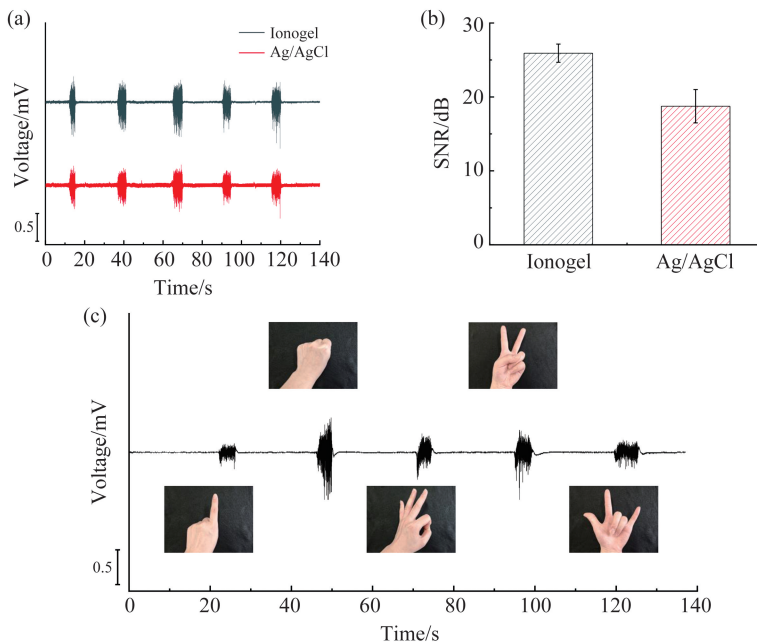 (a)
Ionogel
Ag/AgCl
Voltage/mV
0.5
0 20 40 60 80 100 120 140
Time/s
(b)
SNR/dB
30
20
10
0
Ionogel Ag/AgCl
(c)
Voltage/mV
0.5
0 20 40 60 80 100 120 140
Time/s